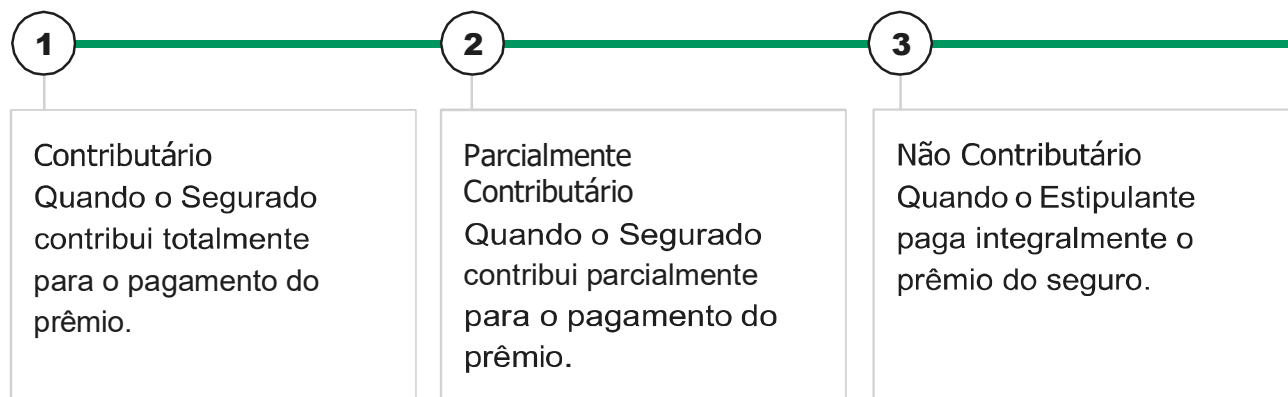 1
Contributário
Quando o Segurado
contribui totalmente
para o pagamento do
prêmio.
2
Parcialmente
Contributário
Quando o Segurado
contribui parcialmente
para o pagamento do
prêmio.
3
Não Contributário
Quando o Estipulante
paga integralmente o
prêmio do seguro.